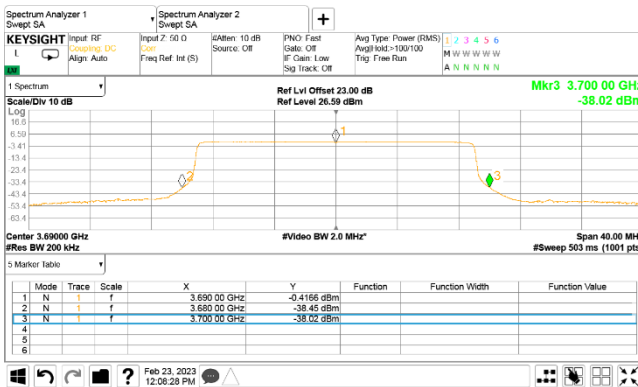 Spectrum Analyzer 1
Swept SA
Spectrum Analyzer 2
Swept SA
KEYSIGHT
L
Input: RF
Coupling: DC
Align: Auto
Input Z: 50 Ω
Corr
Freq Ref: Int (S)
#Atten: 10 dB
Source: Off
PNO: Fast
Gate: Off
IF Gain: Low
Sig Track: Off
Avg Type: Power (RMS)
Avg|Hold:>100/100
Trig: Free Run
1 2 3 4 5 6
M W W W W W
A N N N N N
1 Spectrum
Scale/Div 10 dB
Log
Ref Lvl Offset 23.00 dB
Ref Level 26.59 dBm
Mkr3 3.700 00 GHz
-38.02 dBm
16.6
6.59
-3.41
-13.4
-23.4
-33.4
-43.4
-53.4
-63.4
1
2
3
Center 3.69000 GHz
#Res BW 200 kHz
#Video BW 2.0 MHz*
Span 40.00 MH
#Sweep 503 ms (1001 pts
5 Marker Table
Mode Trace Scale X Y Function Function Width Function Value
1 N 1 f 3.690 00 GHz -0.4166 dBm
2 N 1 f 3.680 00 GHz -38.45 dBm
3 N 1 f 3.700 00 GHz -38.02 dBm
4
5
6
?
Feb 23, 2023
12:08:28 PM